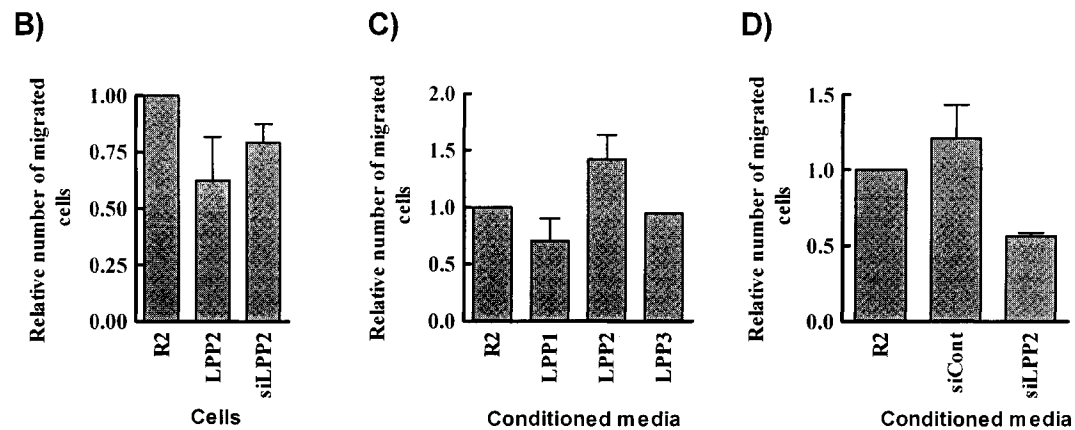 B)
Relative number of migrated
cells
1.00
0.75
0.50
0.25
0.00
R2
LPP2
siLPP2
Cells
C)
Relative number of migrated
cells
2.0
1.5
1.0
0.5
0.0
R2
LPP1
LPP2
LPP3
Conditioned media
D)
Relative number of migrated
cells
1.5
1.0
0.5
0.0
R2
siCont
siLPP2
Conditioned media